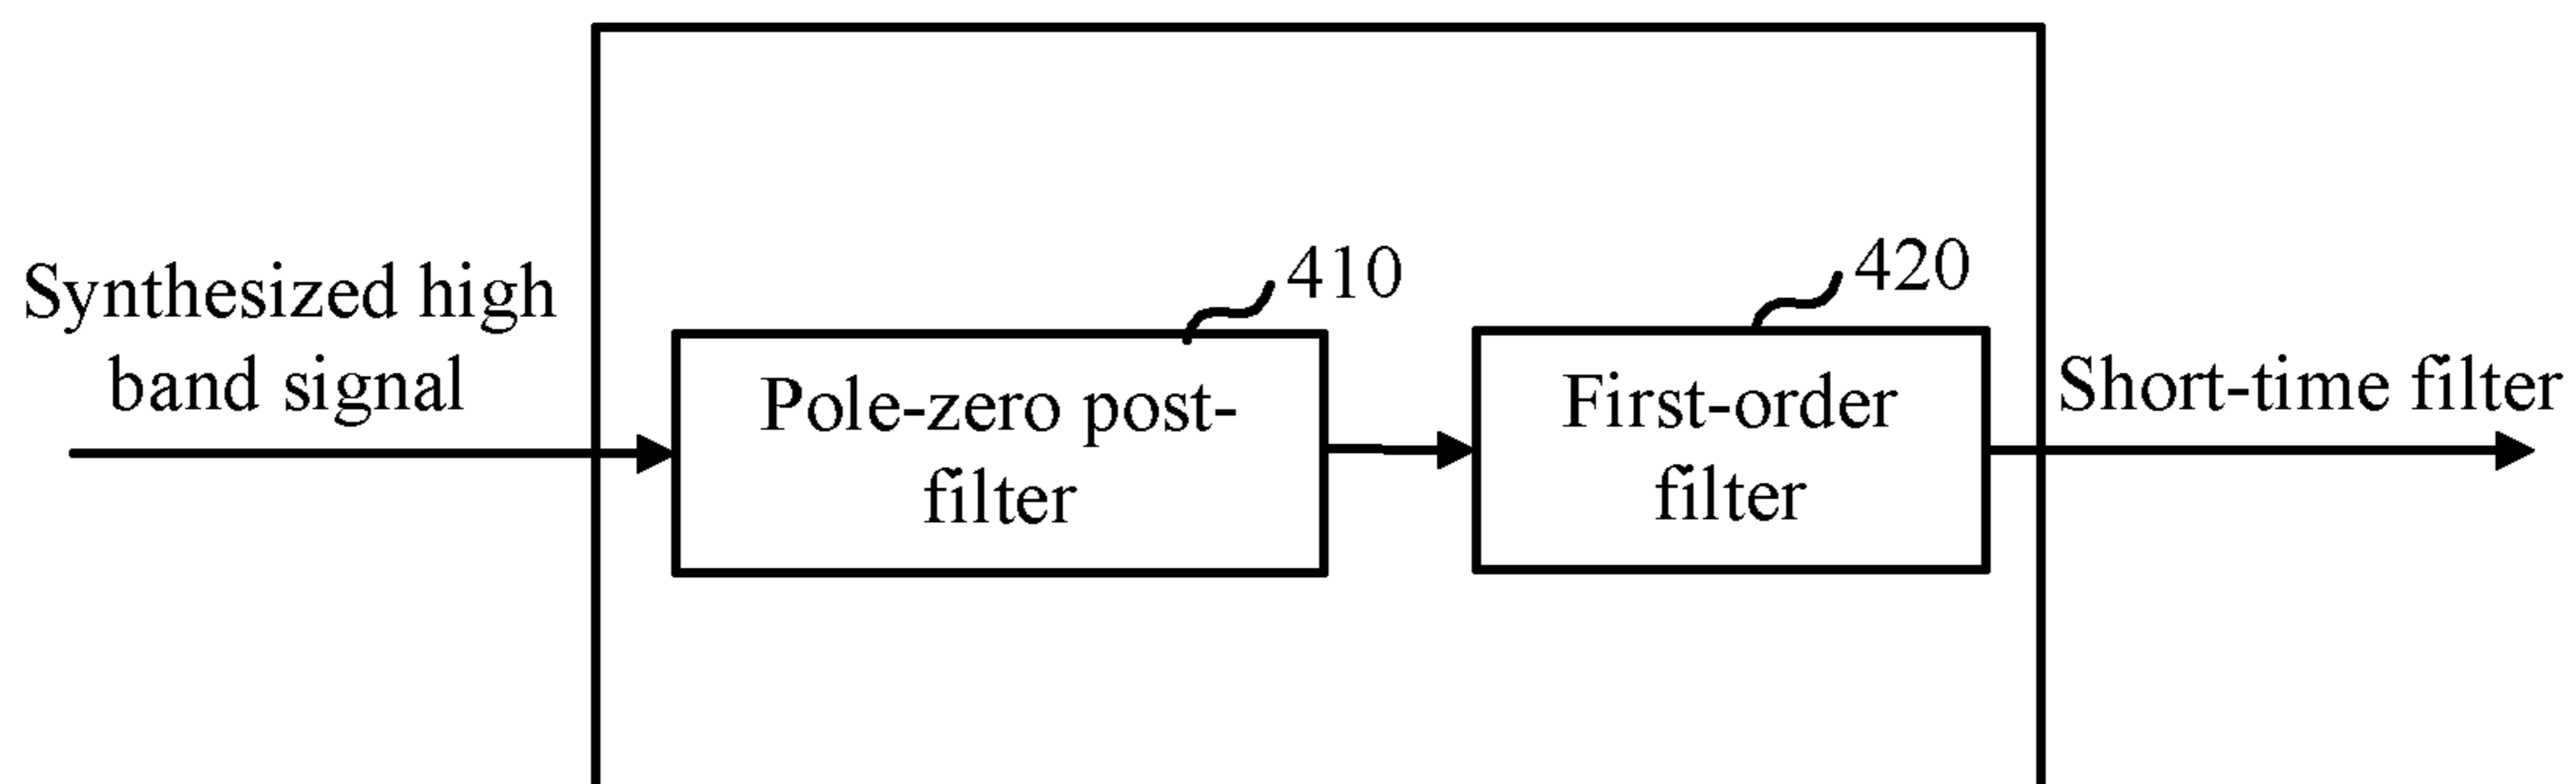 Synthesized high
band signal
410
Pole-zero post-
filter
420
First-order
filter
Short-time filter